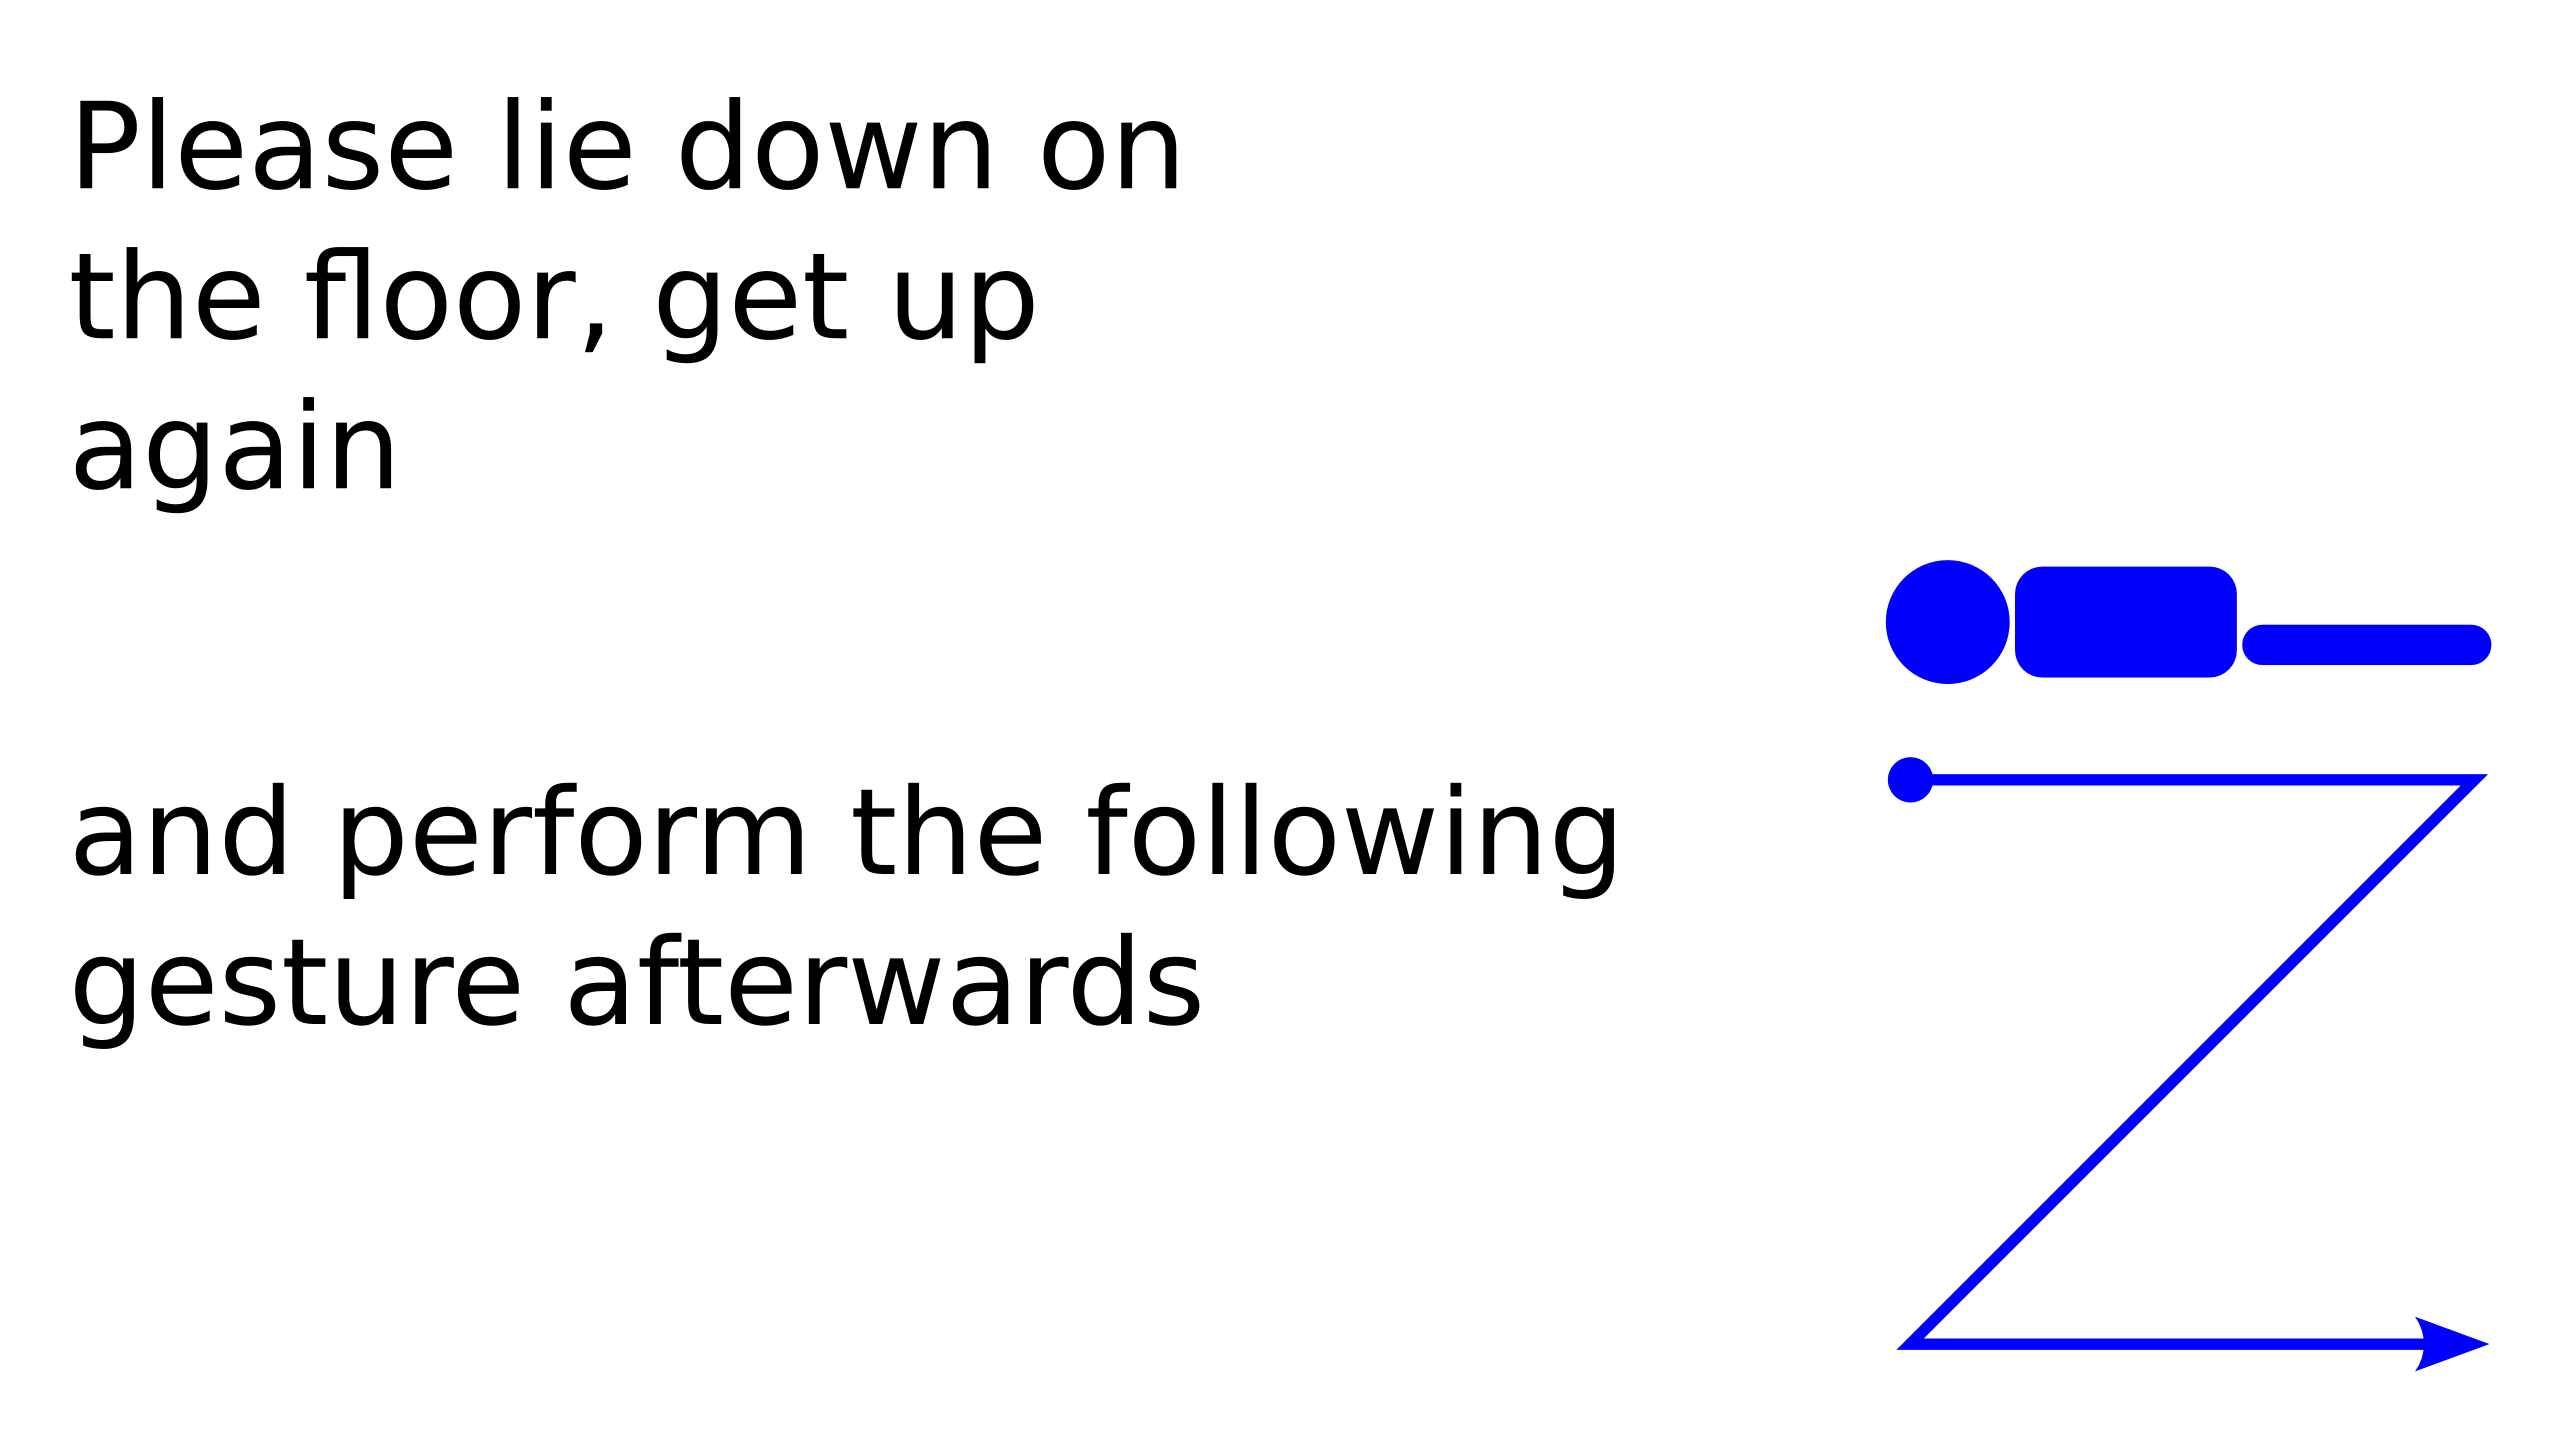 Please lie down on
the floor, get up
again
and perform the following
gesture afterwards